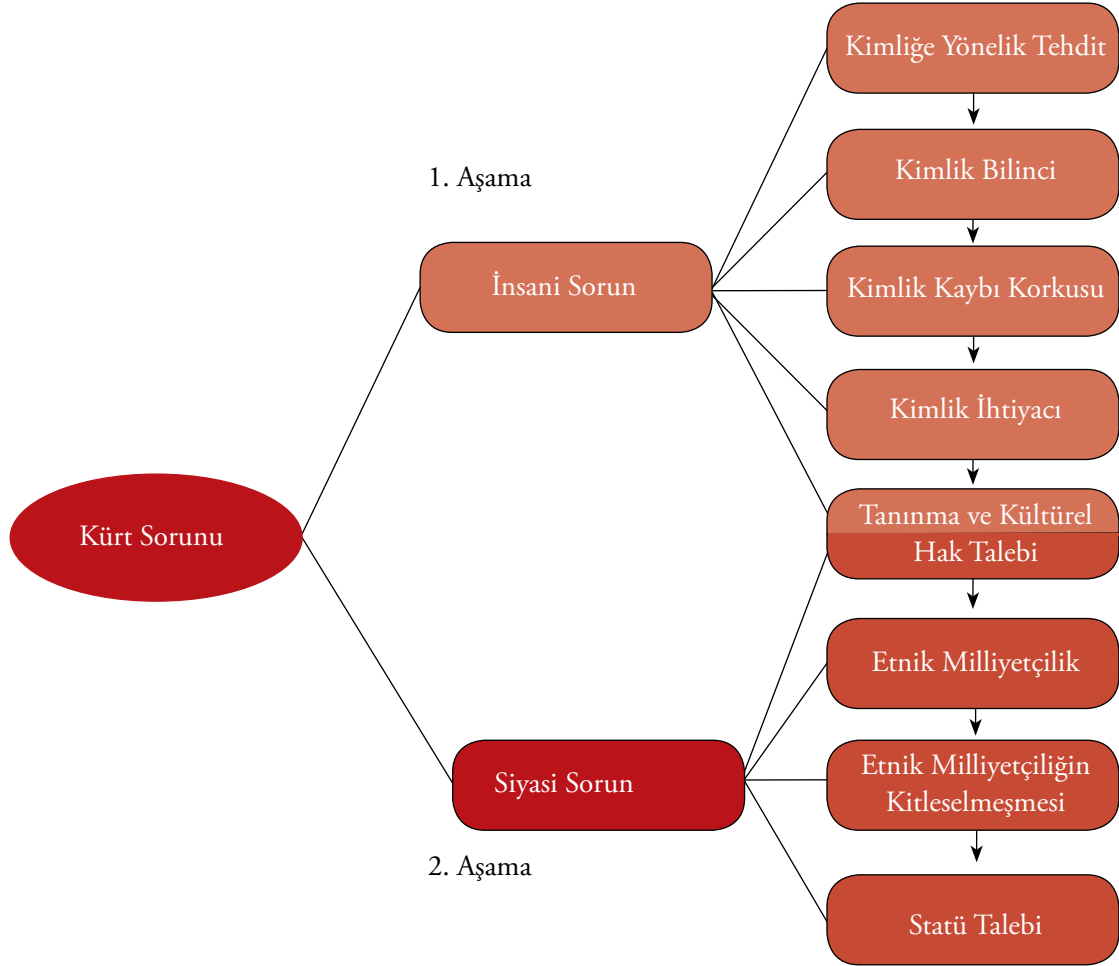 Kimliğe Yönelik Tehdit
1. Aşama
Kimlik Bilinci
İnsani Sorun
Kimlik Kaybı Korkusu
Kimlik İhtiyacı
Kürt Sorunu
Tanınma ve Kültürel
Hak Talebi
Etnik Milliyetçilik
Siyasi Sorun
Etnik Milliyetçiliğin
Kitleselmeşmesi
2. Aşama
Statü Talebi